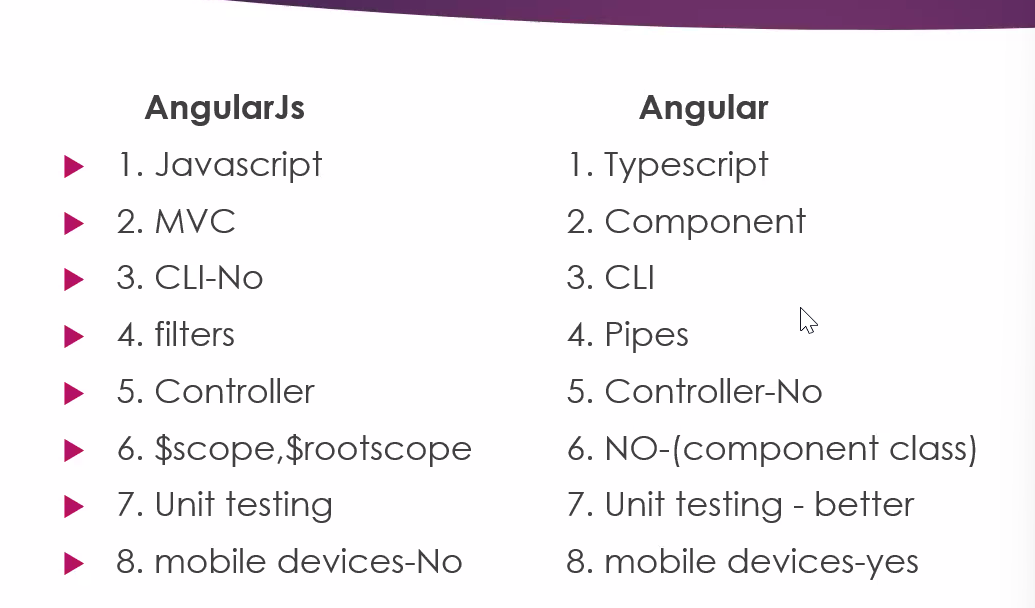 AngularJs Angular
1. Javascript 1. Typescript
2. MVC 2. Component
3. CLI-No 3. CLI
4. filters 4. Pipes
5. Controller 5. Controller-No
6. $scope,$rootscope 6. NO-(component class)
7. Unit testing 7. Unit testing - better
8. mobile devices-No 8. mobile devices-yes